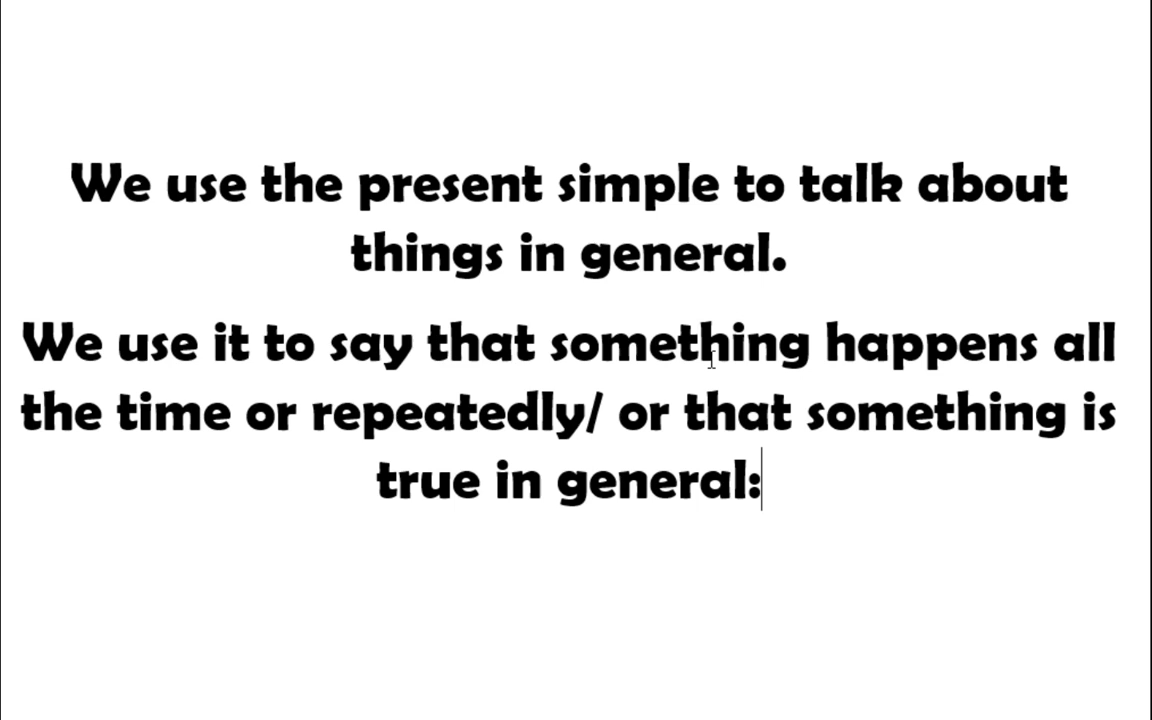 We use the present simple to talk about
things in general.
We use it to say that something happens all
the time or repeatedly/ or that something is
true in general: